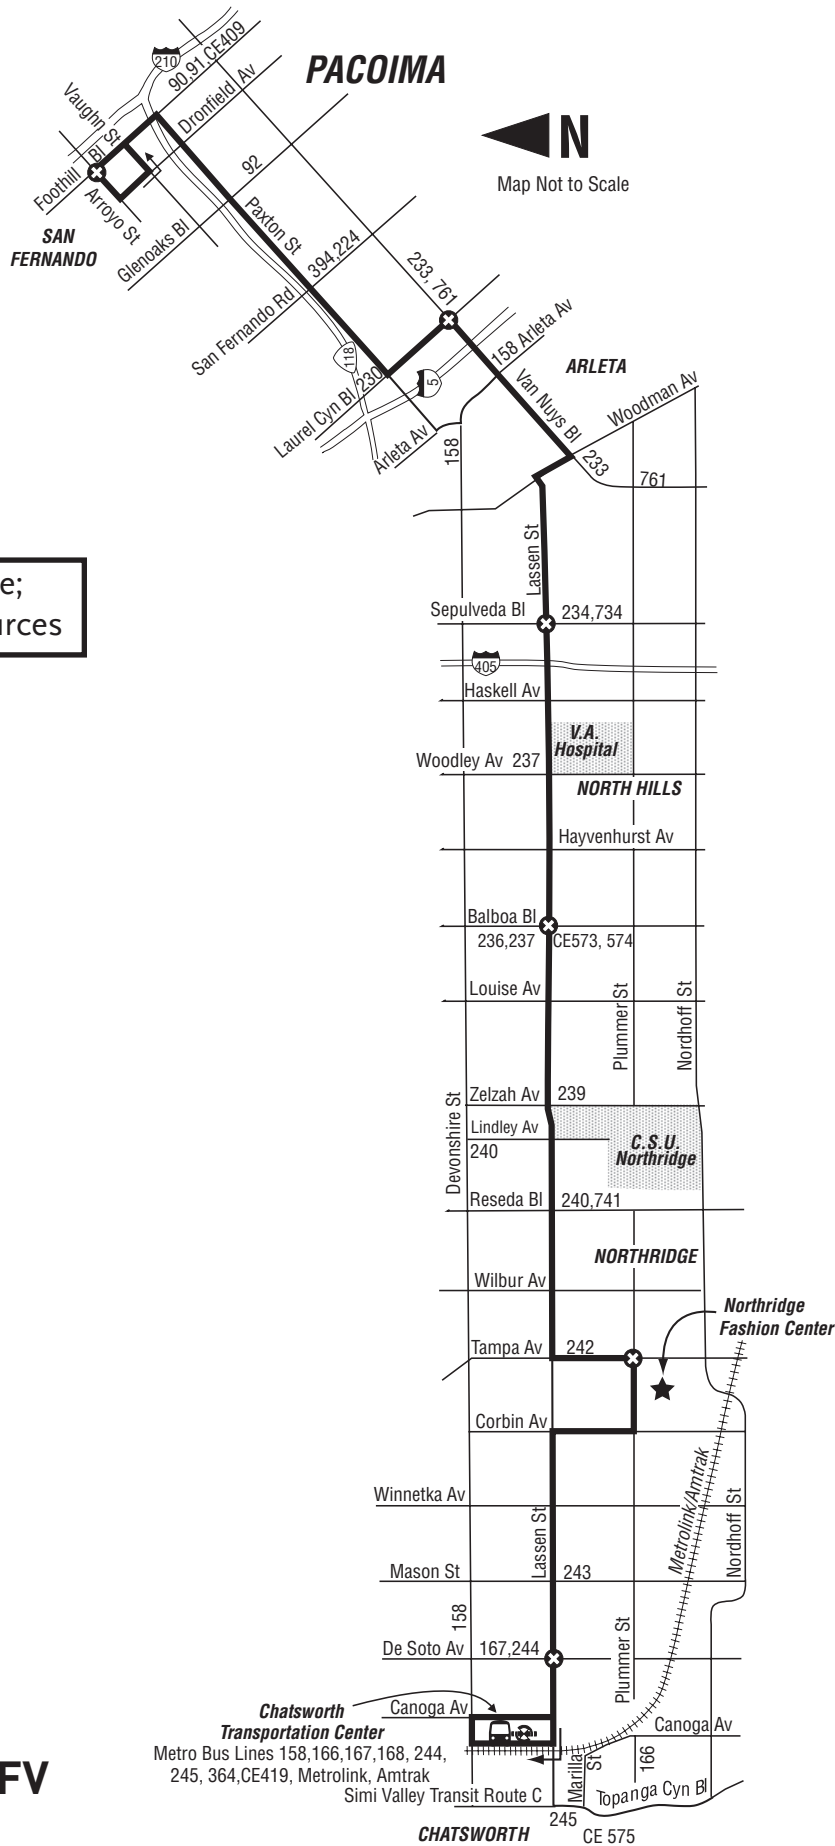 PACOIMA
210
90,91,CE409
Dronfield Av
Vaughn St
N
Map Not to Scale
92
Foothill Bl
Arroyo St
SAN
FERNANDO
Glenoaks Bl
Paxton St
394,224
233, 761
San Fernando Rd
118
158 Arleta Av
ARLETA
5
Laurel Cyn Bl 230
Van Nuys Bl
Woodman Av
Arleta Av
158
233
761
Lassen St
e;
urces
Sepulveda Bl
234,734
405
Haskell Av
V.A.
Hospital
Woodley Av 237
NORTH HILLS
Hayvenhurst Av
Balboa Bl
236,237
CE573, 574
Louise Av
Plummer St
Nordhoff St
Zelzah Av
239
Devonshire St
Lindley Av
240
C.S.U.
Northridge
Reseda Bl
240,741
NORTHRIDGE
Wilbur Av
Northridge
Fashion Center
Tampa Av
242
Corbin Av
Metrolink/Amtrak
Winnetka Av
Lassen St
Nordhoff St
Mason St
243
158
Plummer St
De Soto Av
167,244
Canoga Av
Chatsworth
Transportation Center
Metro Bus Lines 158,166,167,168, 244,
245, 364,CE419, Metrolink, Amtrak
Simi Valley Transit Route C
Canoga Av
Marilla St
166
Topanga Cyn Bl
FV
245
CHATSWORTH
CE 575